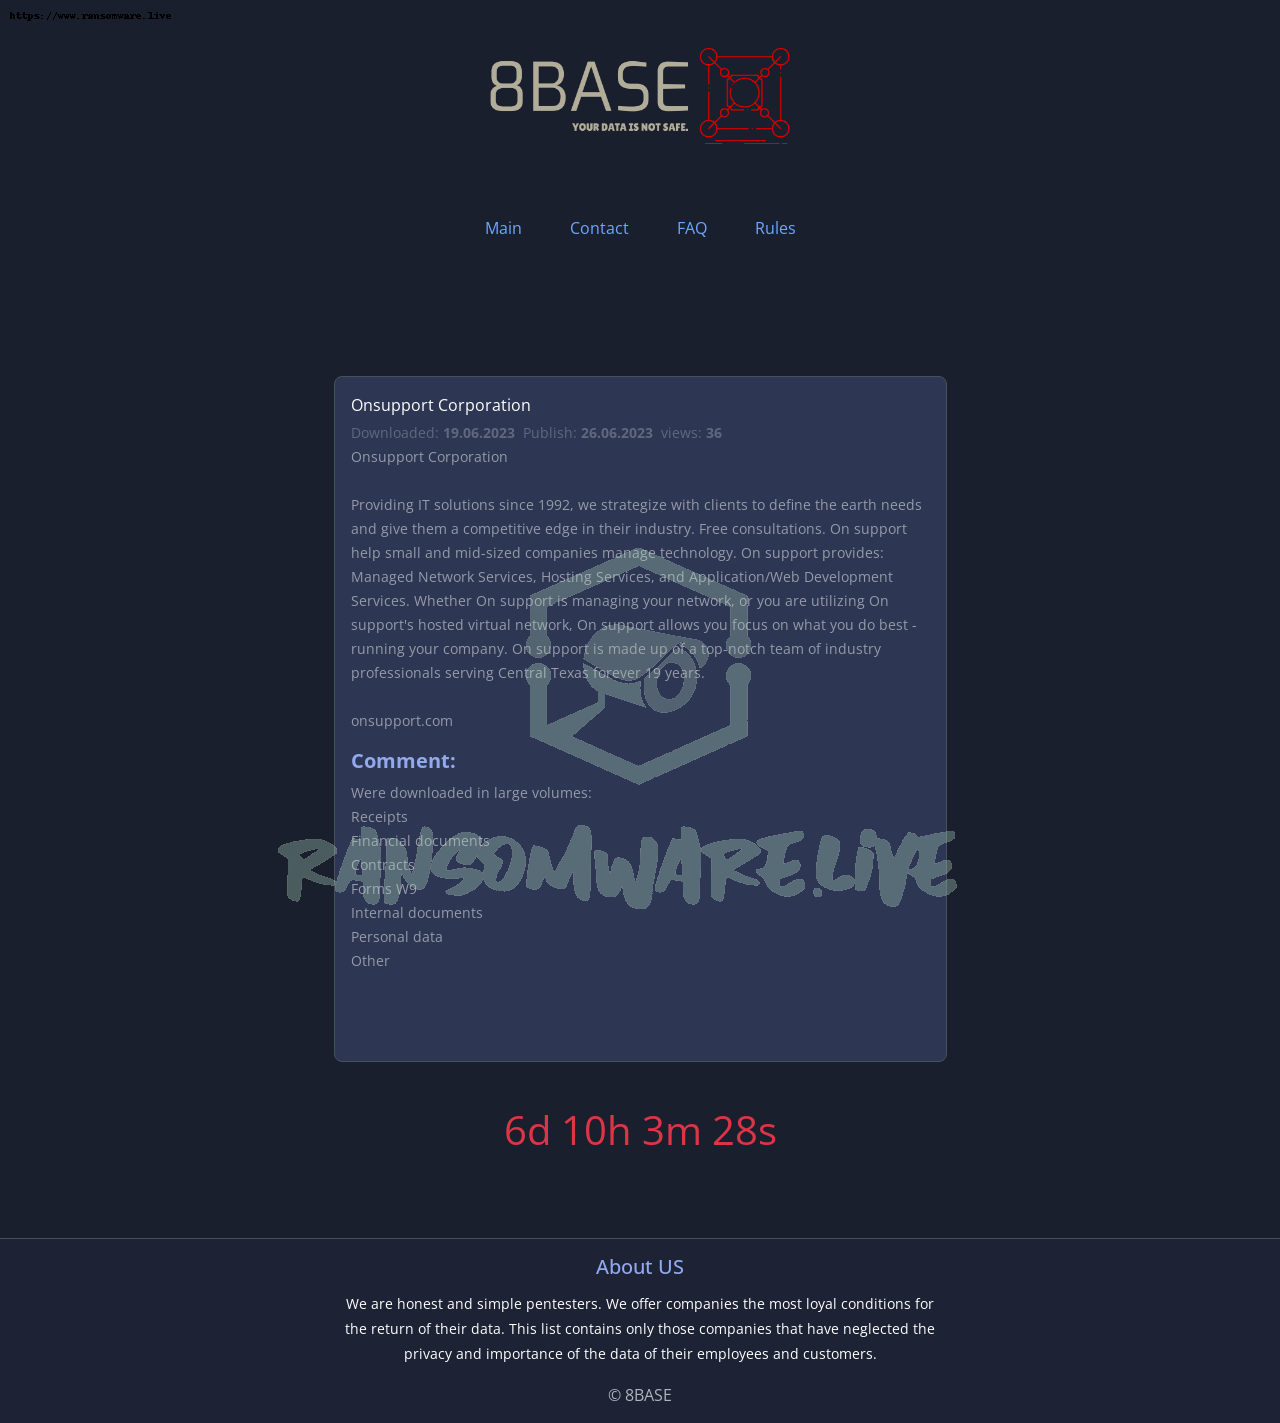 https://www.ransomware.live
8BASE
YOUR DATA IS NOT SAFE.
Main Contact FAQ Rules
Onsupport Corporation
Downloaded: 19.06.2023 Publish: 26.06.2023 views: 36
Onsupport Corporation
Providing IT solutions since 1992, we strategize with clients to define the earth needs
and give them a competitive edge in their industry. Free consultations. On support
help small and mid-sized companies manage technology. On support provides:
Managed Network Services, Hosting Services, and Application/Web Development
Services. Whether On support is managing your network, or you are utilizing On
support's hosted virtual network, On support allows you focus on what you do best -
running your company. On support is made up of a top-notch team of industry
professionals serving Central Texas forever 19 years.
onsupport.com
Comment:
Were downloaded in large volumes:
Receipts
Financial documents
Contracts
Forms W9
Internal documents
Personal data
Other
RANSOMWARE.LIVE
6d 10h 3m 28s
About US
We are honest and simple pentesters. We offer companies the most loyal conditions for
the return of their data. This list contains only those companies that have neglected the
privacy and importance of the data of their employees and customers.
© 8BASE